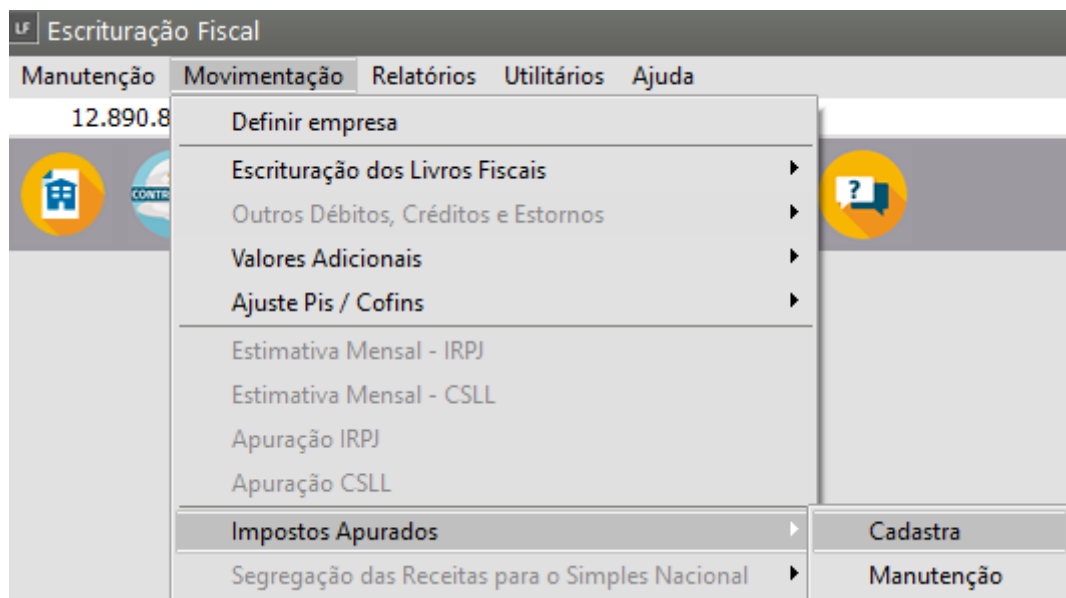 LF Escrituração Fiscal
Manutenção Movimentação Relatórios Utilitários Ajuda
12.890.8
Definir empresa
CONTR
Escrituração dos Livros Fiscais
?
Outros Débitos, Créditos e Estornos
Valores Adicionais
Ajuste Pis / Cofins
Estimativa Mensal - IRPJ
Estimativa Mensal - CSLL
Apuração IRPJ
Apuração CSLL
Impostos Apurados
Cadastra
Segregação das Receitas para o Simples Nacional
Manutenção